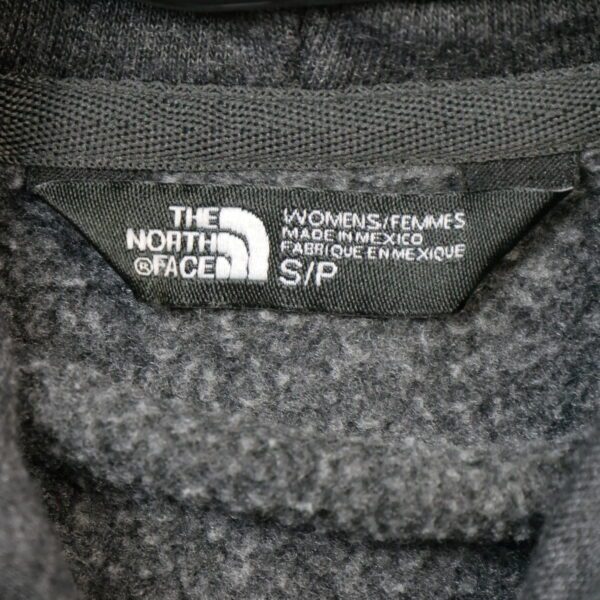 THE
NORTH
®FACE
WOMENS/FEMMES
MADE IN MEXICO
FABRIQUE EN MEXIQUE
S/P